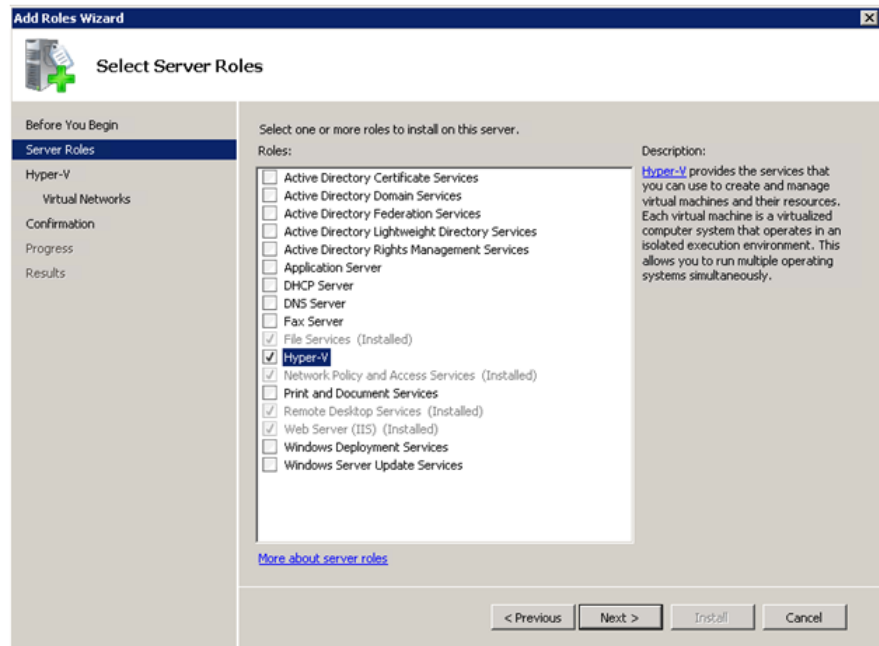 Add Roles Wizard
Select Server Roles
Before You Begin
Server Roles
Hyper-V
Virtual Networks
Confirmation
Progress
Results
Select one or more roles to install on this server.
Roles:
Active Directory Certificate Services
Active Directory Domain Services
Active Directory Federation Services
Active Directory Lightweight Directory Services
Active Directory Rights Management Services
Application Server
DHCP Server
DNS Server
Fax Server
File Services (Installed)
Hyper-V
Network Policy and Access Services (Installed)
Print and Document Services
Remote Desktop Services (Installed)
Web Server (IIS) (Installed)
Windows Deployment Services
Windows Server Update Services
More about server roles
Description:
Hyper-V provides the services that
you can use to create and manage
virtual machines and their resources.
Each virtual machine is a virtualized
computer system that operates in an
isolated execution environment. This
allows you to run multiple operating
systems simultaneously.
< Previous
Next >
Install
Cancel